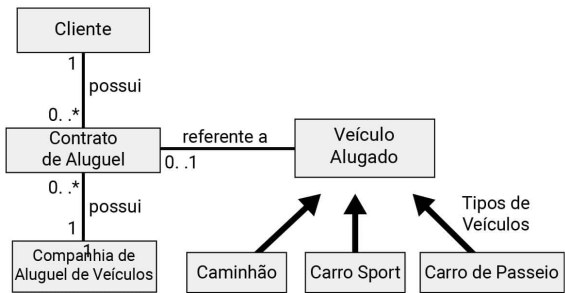 Cliente
1
possui
0. .*
Contrato
de Aluguel
referente a
0. .1
Veículo
Alugado
0. .*
possui
1
1
Companhia de
Aluguel de Veículos
Tipos de
Veículos
Caminhão
Carro Sport
Carro de Passeio